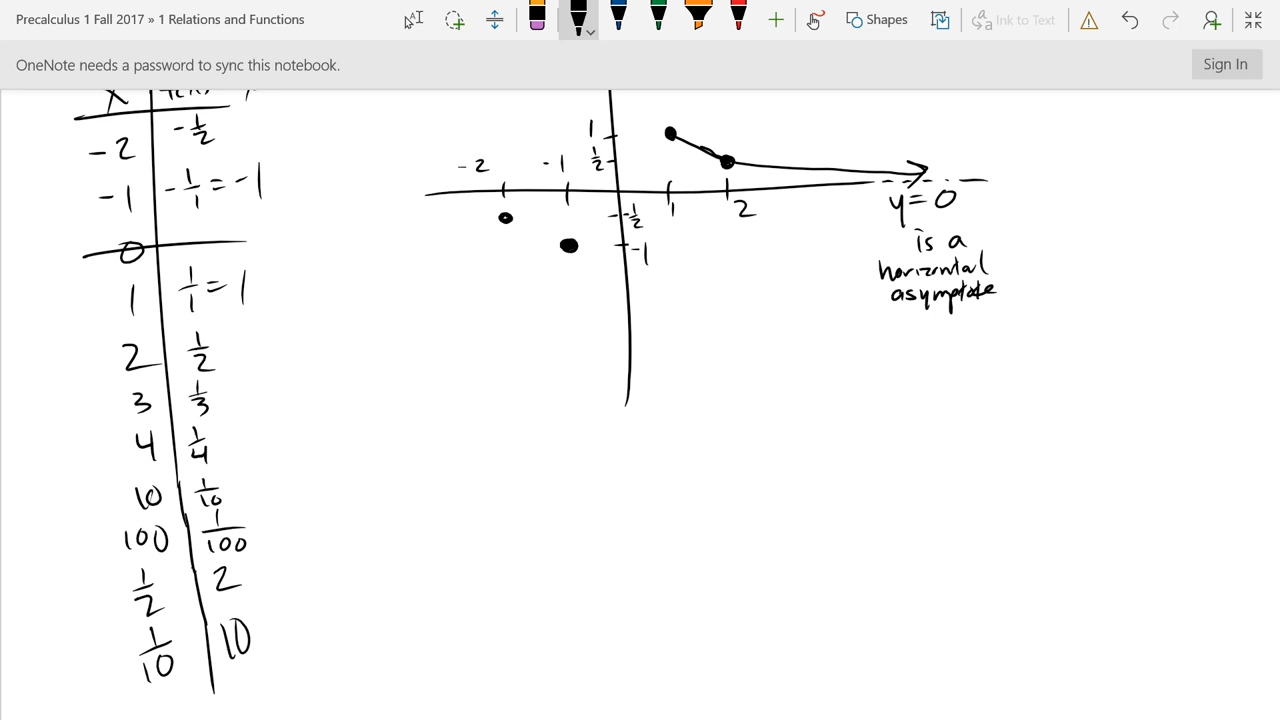 Precalculus 1 Fall 2017 » 1 Relations and Functions
Shapes
Ink to Text
OneNote needs a password to sync this notebook.
Sign In
x
-2 -1/2
-1 -1/1 = -1
0
1 1/1 = 1
2 1/2
3 1/3
4 1/4
10 1/10
100 1/100
1/2 2
1/10 10
1
1/2
-2 -1
1 2
-1/2
-1
y=0
is a
horizontal
asymptote